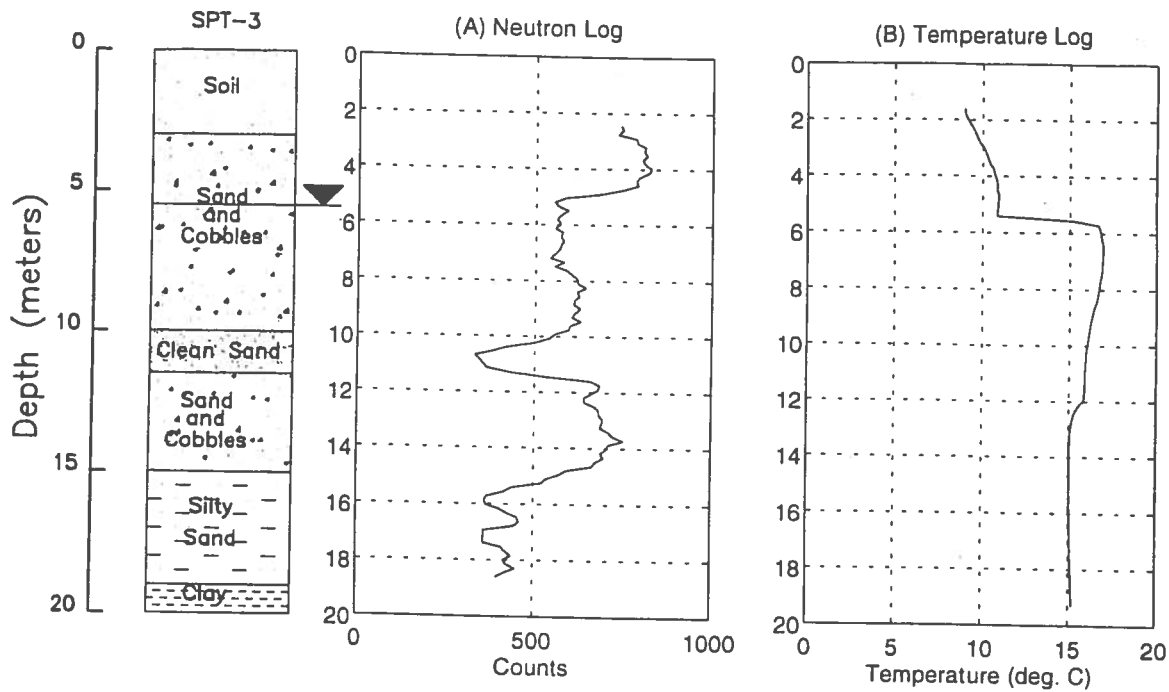 SPT-3
0
5
10
15
20
Depth (meters)
Soil
Sand
and
Cobbles
Clean Sand
Sand
and
Cobbles
Silty
Sand
Clay
(A) Neutron Log
0
2
4
6
8
10
12
14
16
18
20
0
500
1000
Counts
(B) Temperature Log
0
2
4
6
8
10
12
14
16
18
20
0
5
10
15
20
Temperature (deg. C)